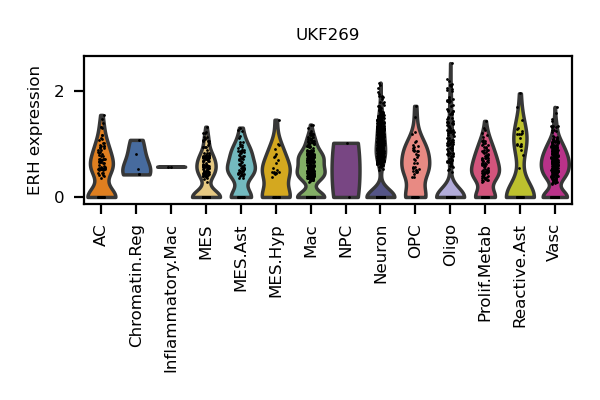 UKF269
ERH expression
2
0
AC
Chromatin.Reg
Inflammatory.Mac
MES
MES.Ast
MES.Hyp
Mac
NPC
Neuron
OPC
Oligo
Prolif.Metab
Reactive.Ast
Vasc